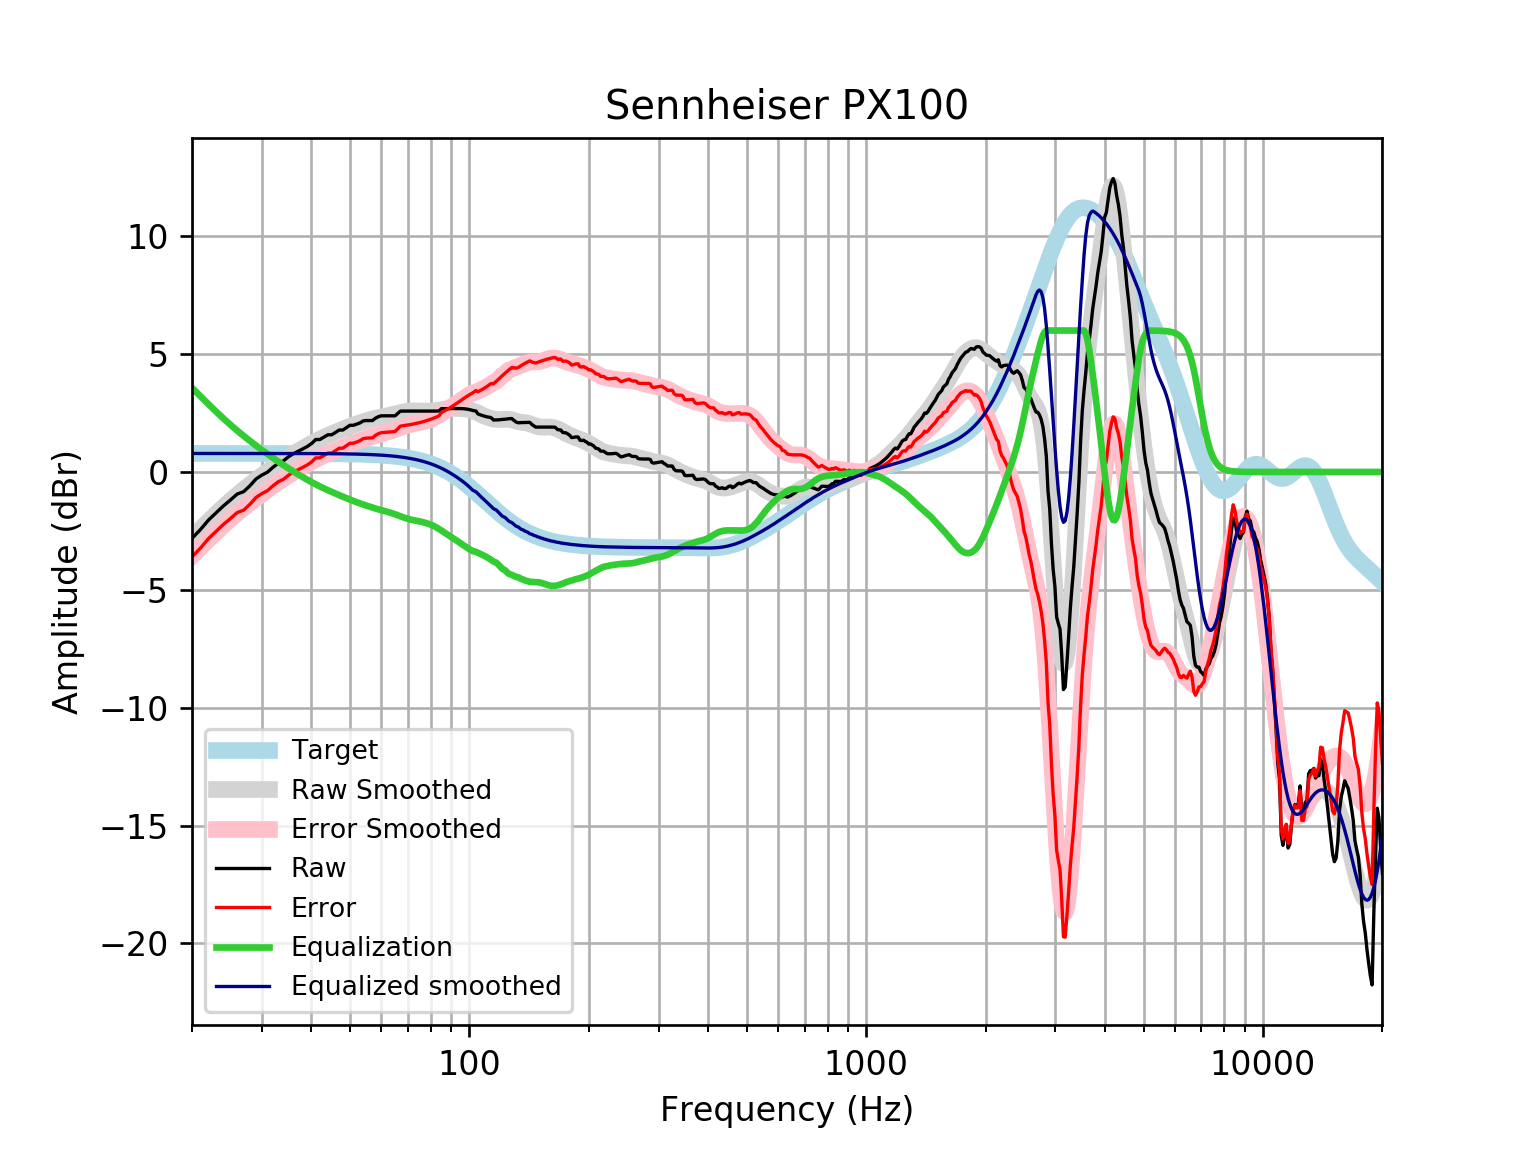 Sennheiser PX100
Amplitude (dBr)
10
5
0
−5
−10
−15
−20
Target
Raw Smoothed
Error Smoothed
Raw
Error
Equalization
Equalized smoothed
100
1000
10000
Frequency (Hz)